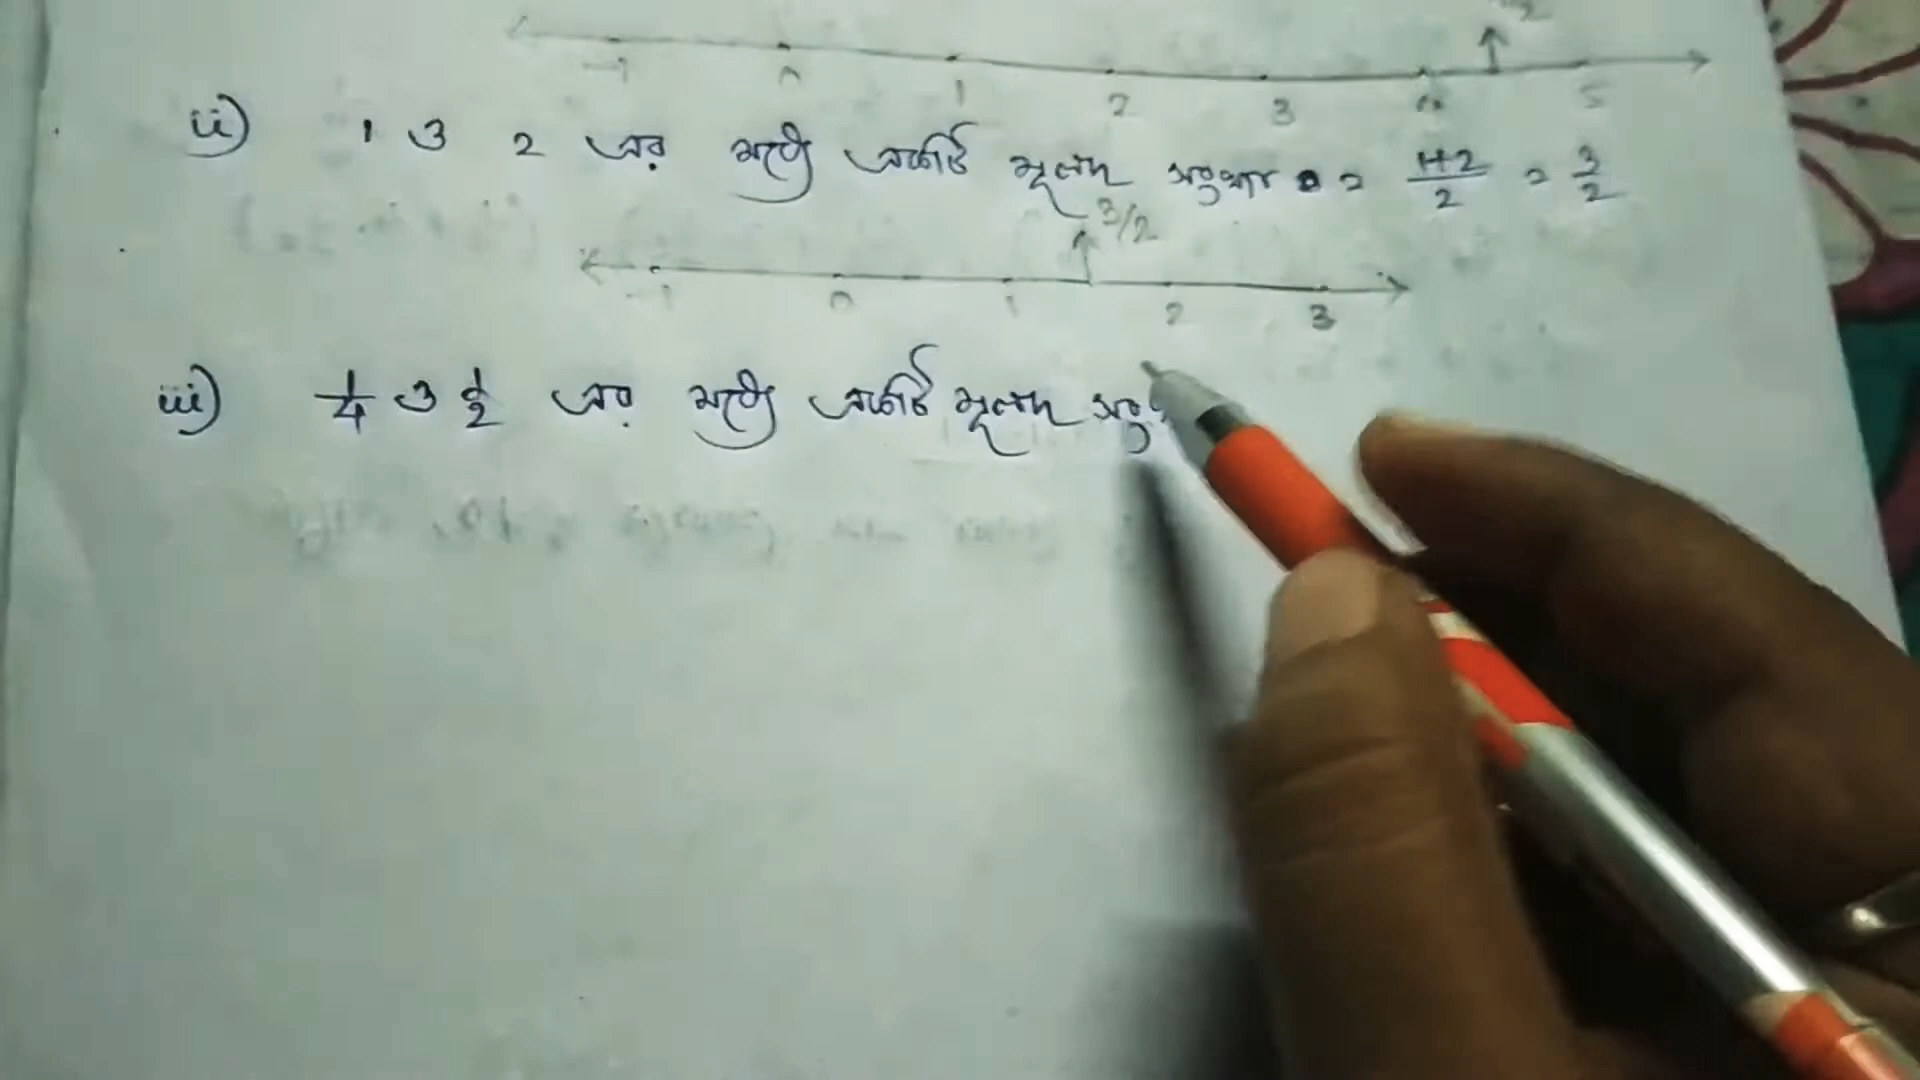 -1 0 1 2 3 4 5
ii) 1 ও 2 এর মধ্যে একটি মূলদ সংখ্যা = 1+2/2 = 3/2
3/2
-1 0 1 2 3
iii) 1/4 ও 1/2 এর মধ্যে একটি মূলদ